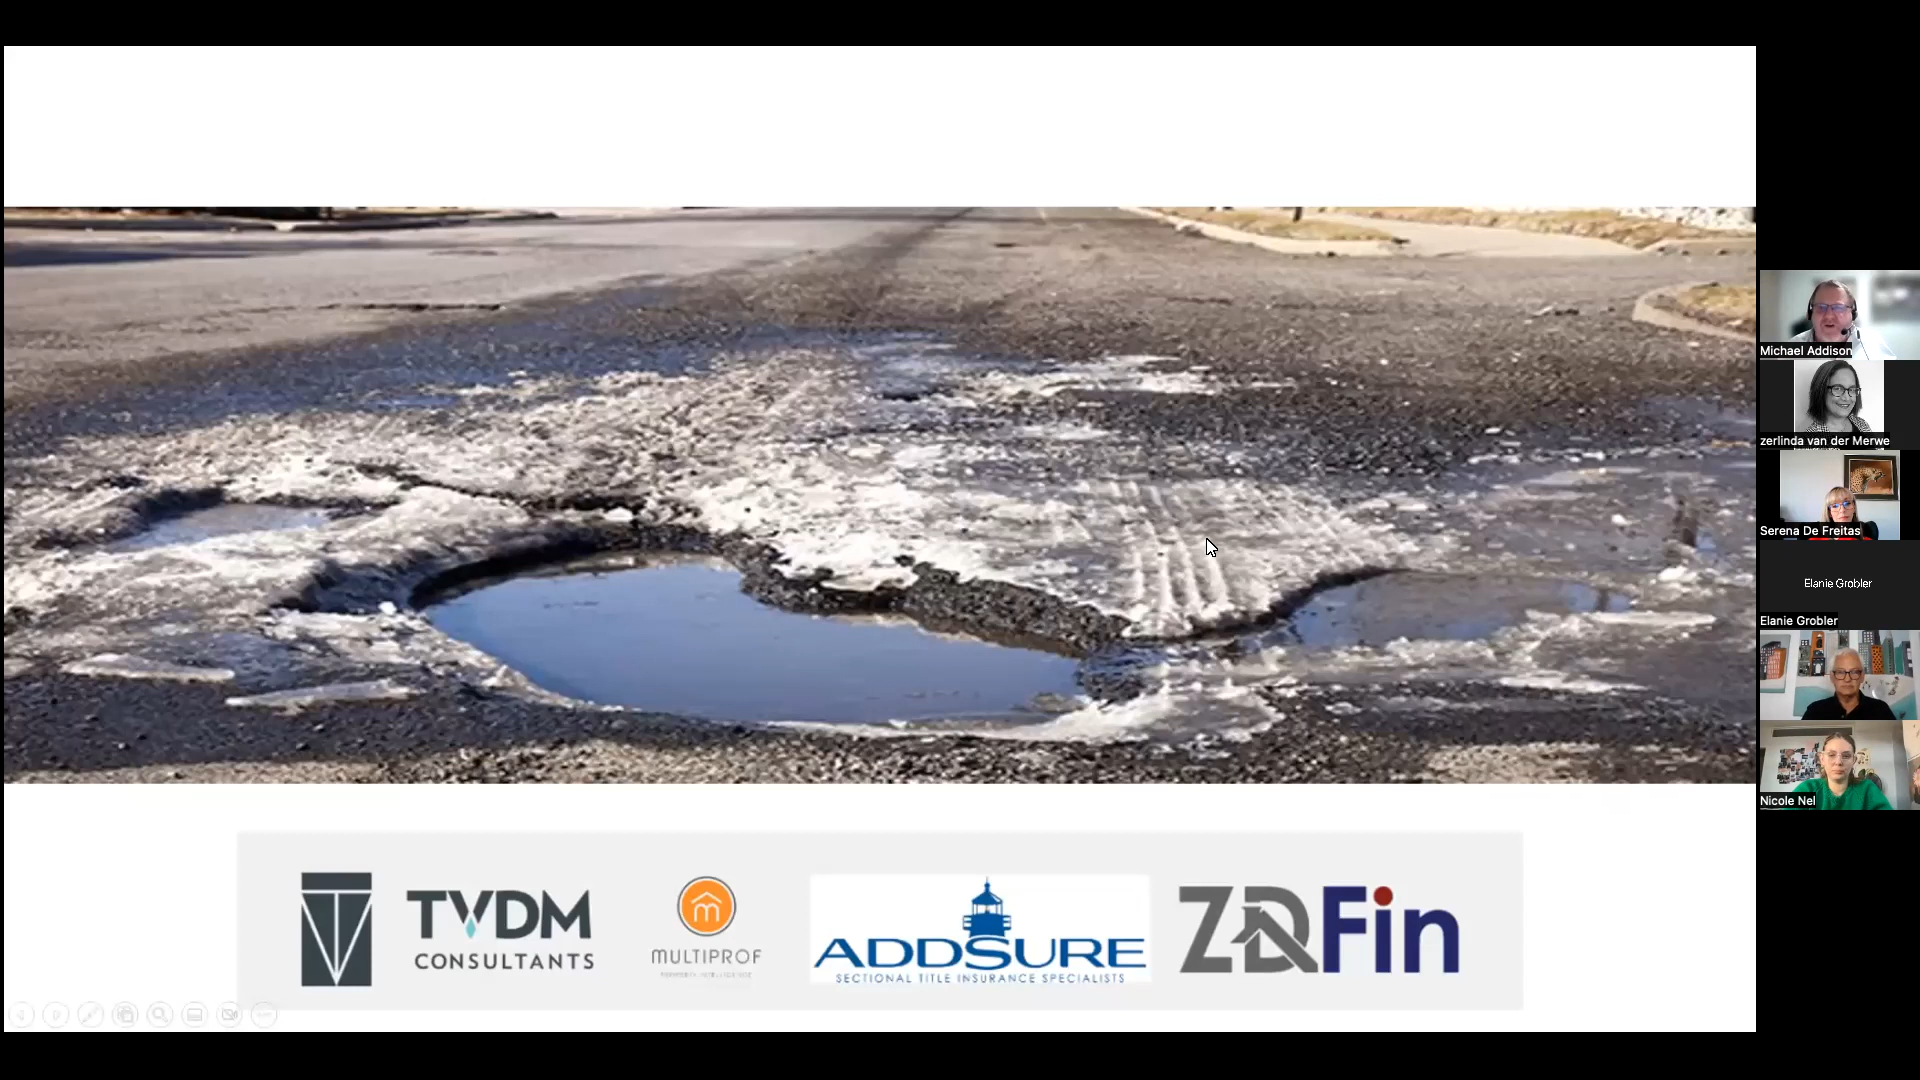 Michael Addison
zerlinda van der Merwe
Serena De Freitas
Elanie Grobler
Elanie Grobler
Nicole Nel
TVDM
CONSULTANTS
MULTIPROF
ADDSURE
SECTIONAL TITLE INSURANCE SPECIALISTS
ZDFin